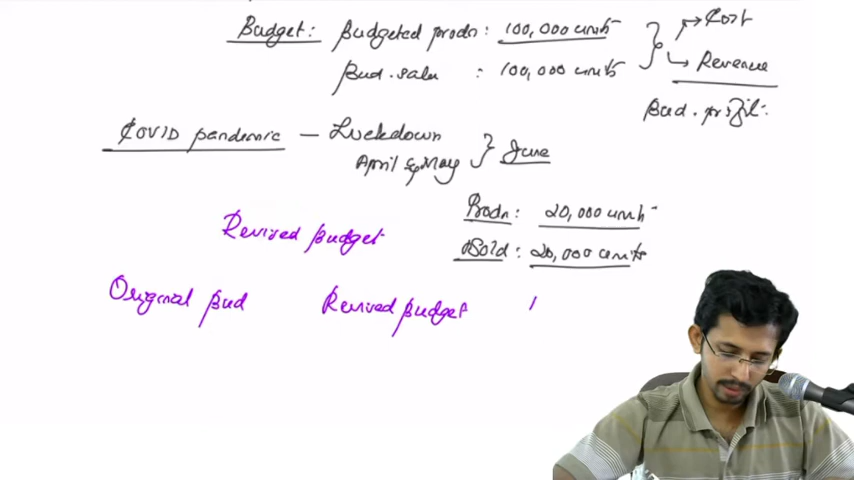 Budget: Budgeted prodn: 100,000 units → Cost
Bud. sales : 100,000 units → Revenue
Bud. profit:
COVID pandemic — Lockdown
April & May } June
Prodn: 20,000 units
Revised Budget
Sold: 20,000 units
Original Bud Revised budget